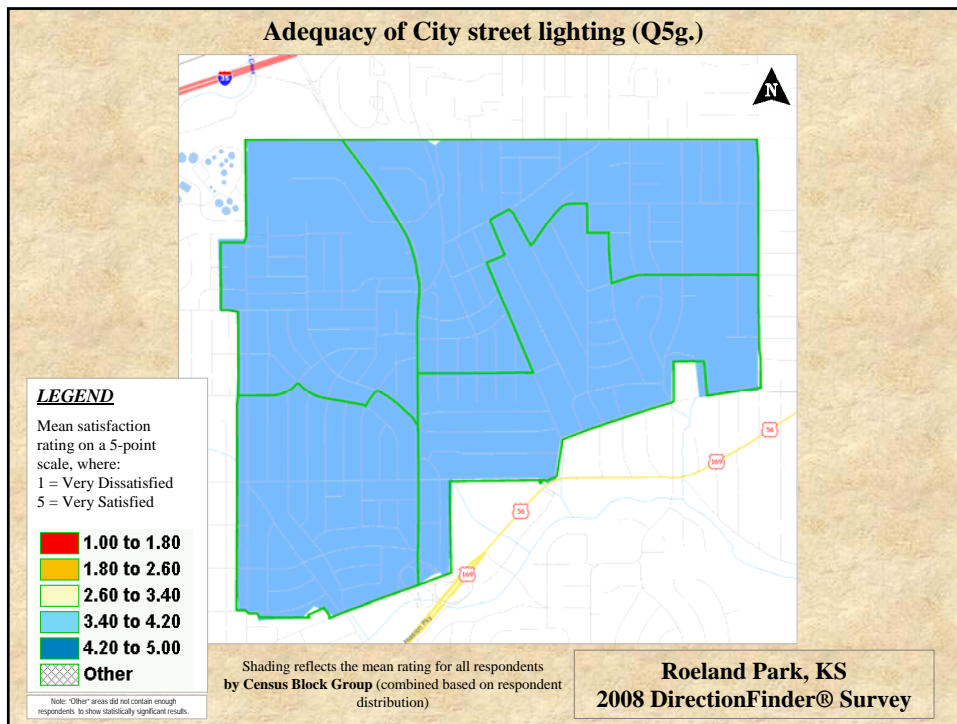 Adequacy of City street lighting (Q5g.)
35
Creek
N
56
169
56
169
Mission Pky
LEGEND
Mean satisfaction
rating on a 5-point
scale, where:
1 = Very Dissatisfied
5 = Very Satisfied
1.00 to 1.80
1.80 to 2.60
2.60 to 3.40
3.40 to 4.20
4.20 to 5.00
Other
Note: "Other" areas did not contain enough
respondents to show statistically significant results.
Shading reflects the mean rating for all respondents
by Census Block Group (combined based on respondent
distribution)
Roeland Park, KS
2008 DirectionFinder® Survey